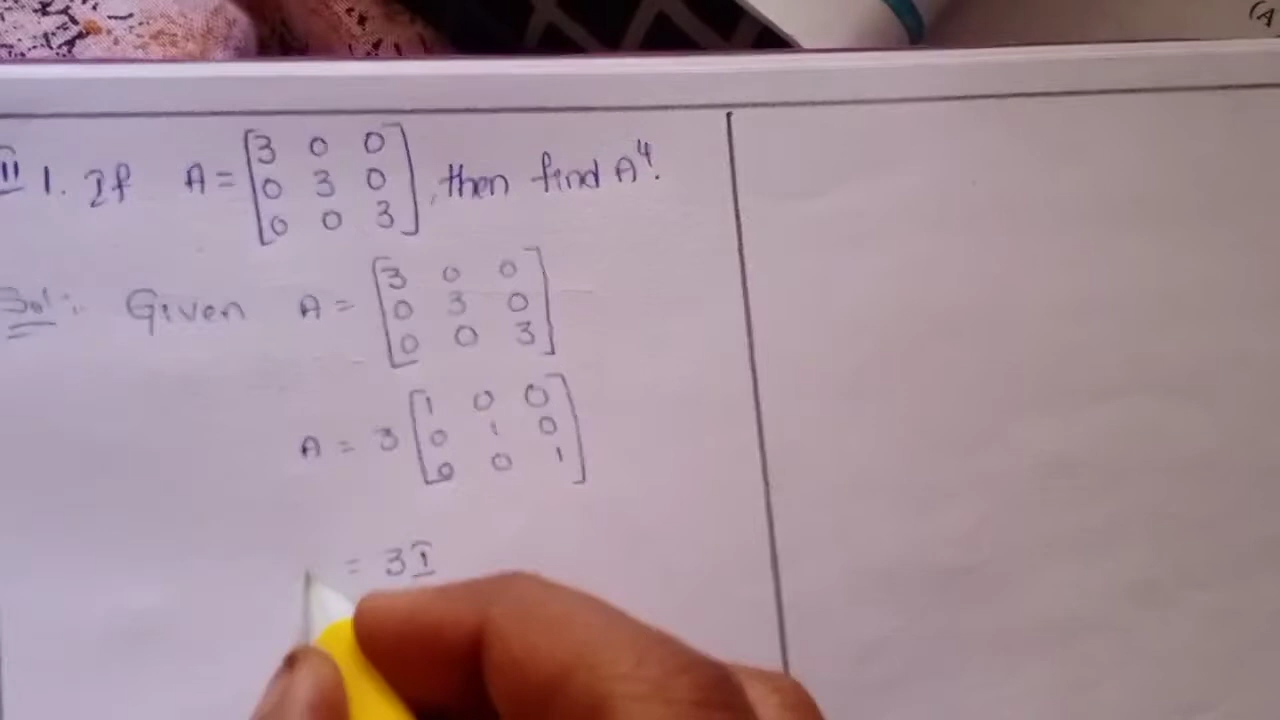 II 1. If A = [3 0 0
0 3 0
0 0 3], then find A⁴.
Sol: Given A = [3 0 0
0 3 0
0 0 3]
A = 3 [1 0 0
0 1 0
0 0 1]
= 3I
(A